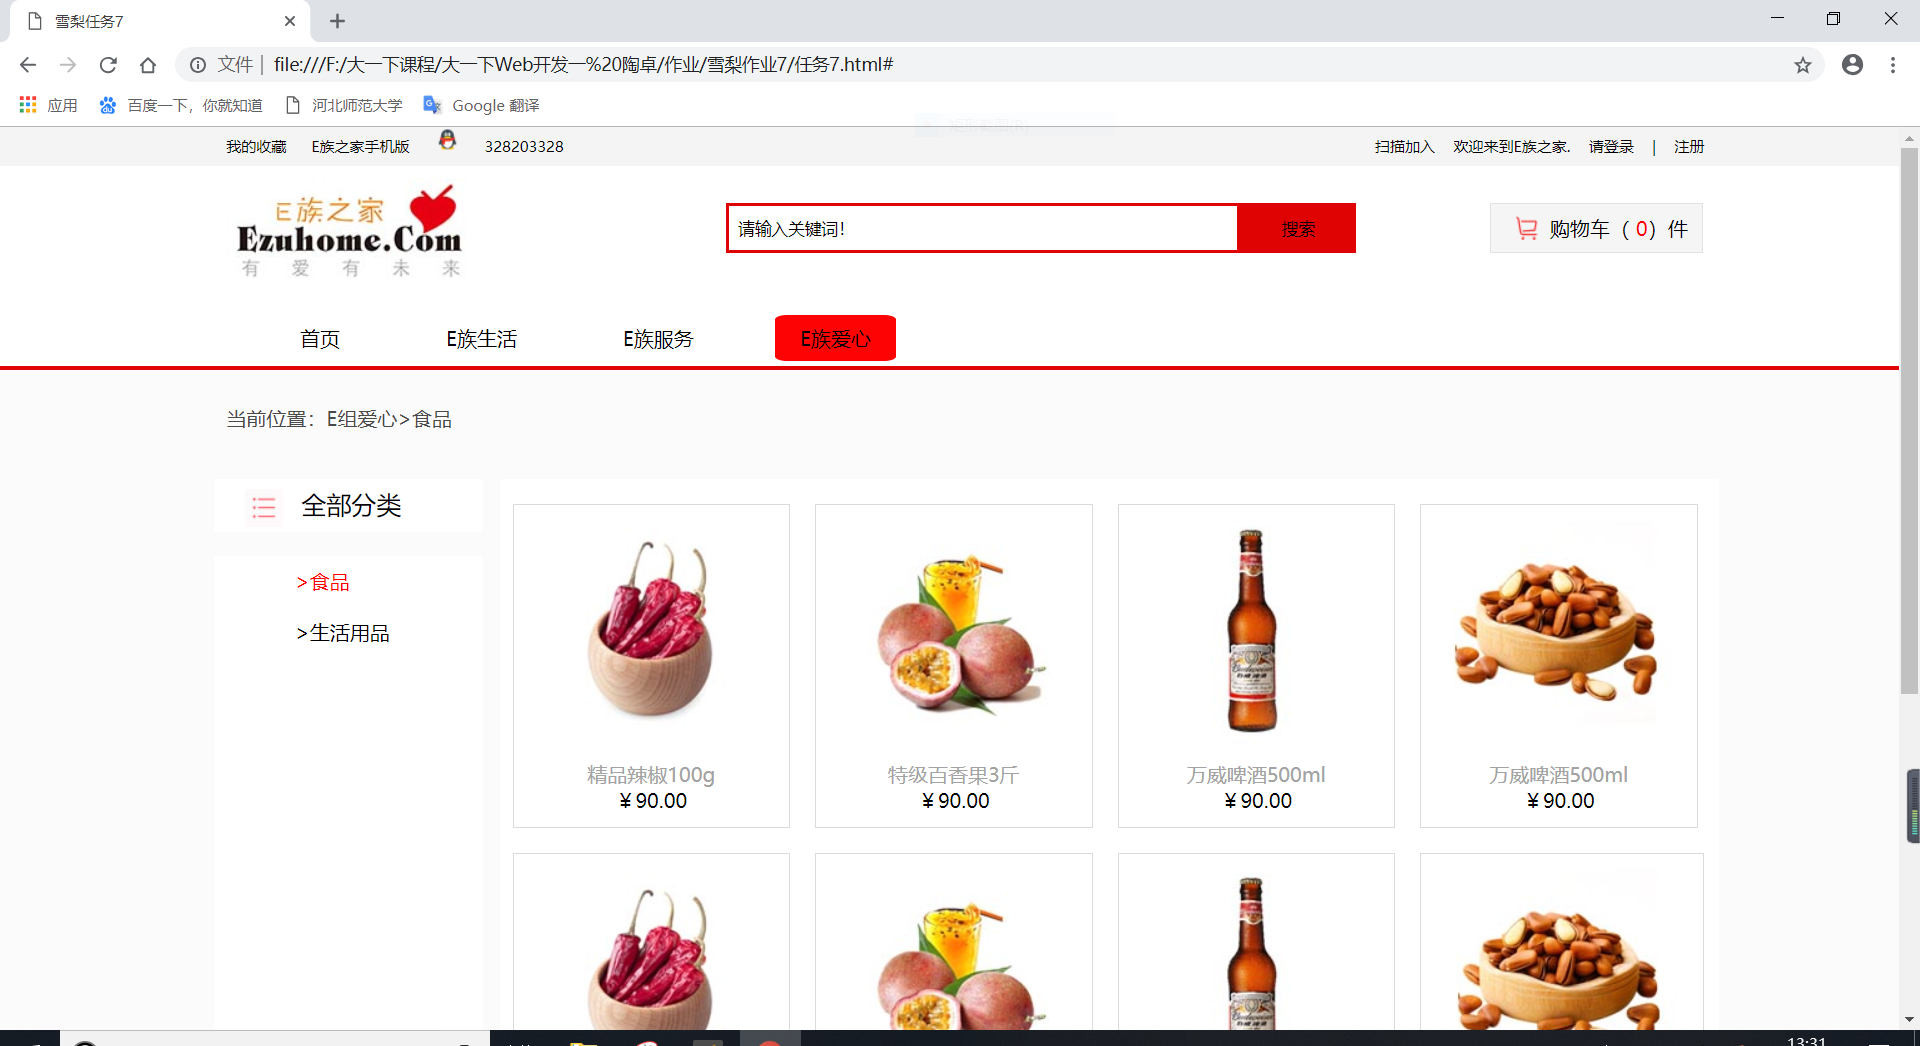 雪梨任务7
文件 | file:///F:/大一下课程/大一下Web开发一%20陶卓/作业/雪梨作业7/任务7.html#
应用 百度一下，你就知道 河北师范大学 Google 翻译
我的收藏 E族之家手机版 328203328 扫描加入 欢迎来到E族之家. 请登录 | 注册
E族之家
Ezuhome.Com
有爱有未来
请输入关键词! 搜索 购物车（ 0）件
首页 E族生活 E族服务 E族爱心
当前位置：E组爱心>食品
全部分类
>食品
>生活用品
精品辣椒100g 特级百香果3斤 万威啤酒500ml 万威啤酒500ml
¥ 90.00 ¥ 90.00 ¥ 90.00 ¥ 90.00
13:31